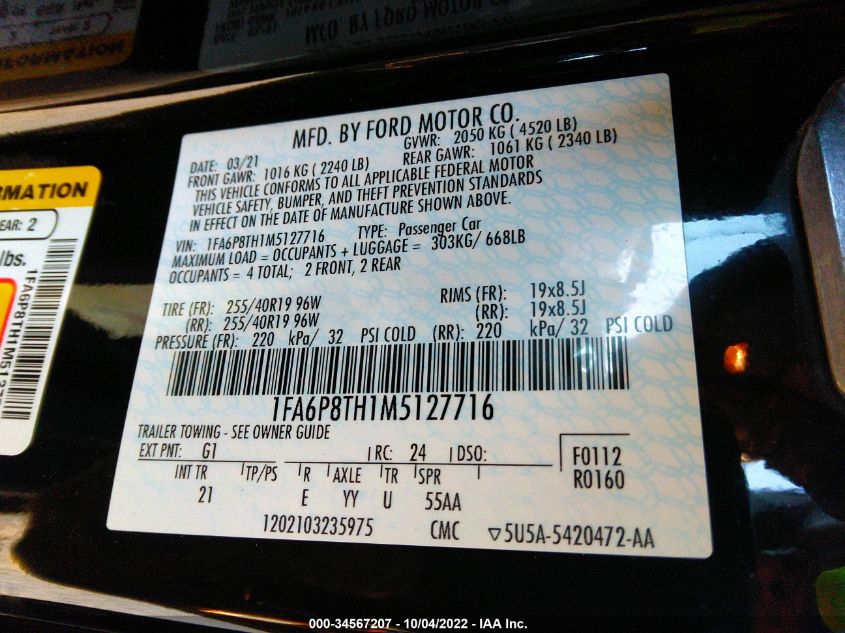 MFD. BY FORD MOTOR CO.
DATE: 03/21 GVWR: 2050 KG ( 4520 LB)
FRONT GAWR: 1016 KG ( 2240 LB) REAR GAWR: 1061 KG ( 2340 LB)
THIS VEHICLE CONFORMS TO ALL APPLICABLE FEDERAL MOTOR
VEHICLE SAFETY, BUMPER, AND THEFT PREVENTION STANDARDS
IN EFFECT ON THE DATE OF MANUFACTURE SHOWN ABOVE.
VIN: 1FA6P8TH1M5127716 TYPE: Passenger Car
MAXIMUM LOAD = OCCUPANTS + LUGGAGE = 303KG/ 668LB
OCCUPANTS = 4 TOTAL; 2 FRONT, 2 REAR
TIRE (FR): 255/40R19 96W RIMS (FR): 19x8.5J
(RR): 255/40R19 96W (RR): 19x8.5J
PRESSURE (FR): 220 kPa/ 32 PSI COLD (RR): 220 kPa/ 32 PSI COLD
1FA6P8TH1M5127716
TRAILER TOWING - SEE OWNER GUIDE
EXT PNT: G1 RC: 24 DSO: F0112
INT TR TP/PS R AXLE TR SPR R0160
21 E YY U 55AA
1202103235975 CMC ▽5U5A-5420472-AA
RMATION
EAR: 2
lbs.
1FA6P8TH1M5127
000-34567207 - 10/04/2022 - IAA Inc.